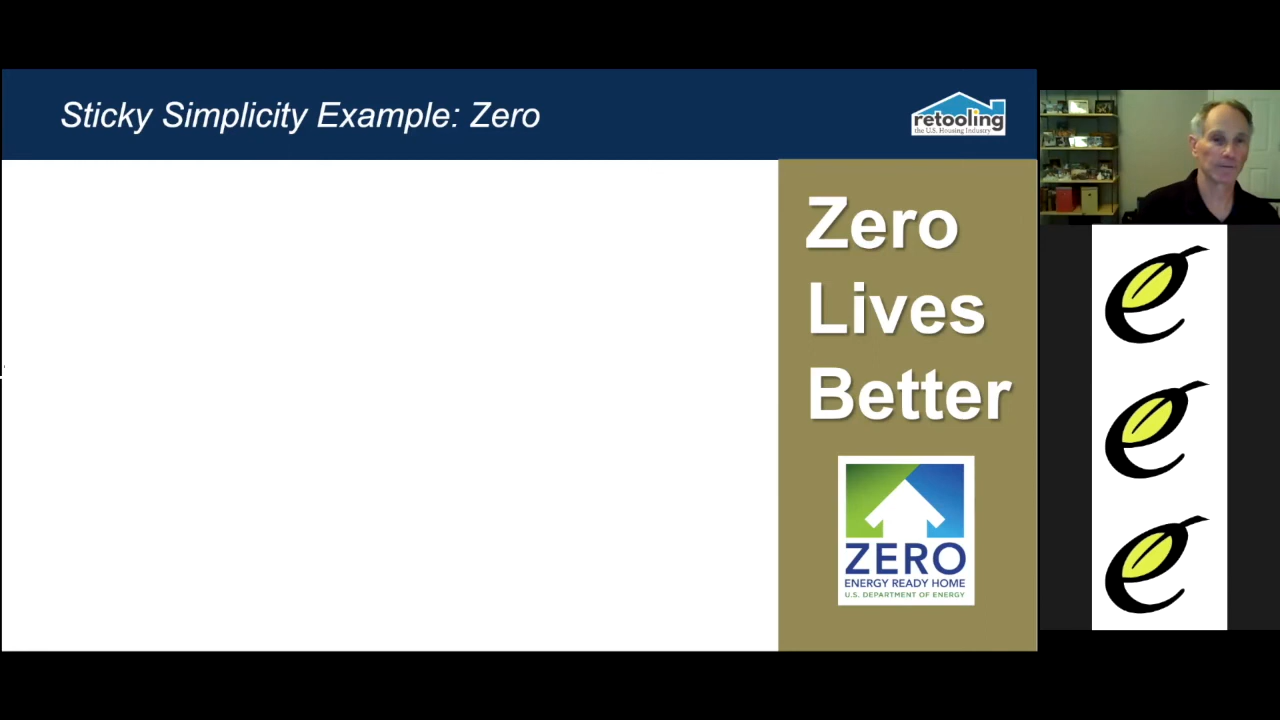 Sticky Simplicity Example: Zero
retooling
the U.S. Housing Industry
Zero
Lives
Better
ZERO
ENERGY READY HOME
U.S. DEPARTMENT OF ENERGY
e
e
e